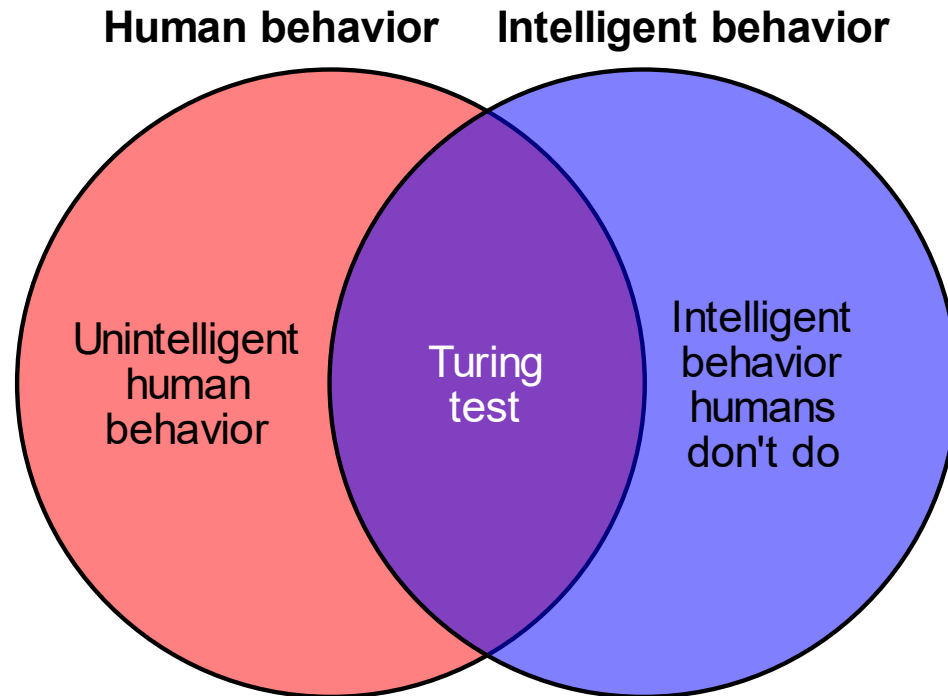 Human behavior
Intelligent behavior
Unintelligent
human
behavior
Turing
test
Intelligent
behavior
humans
don't do